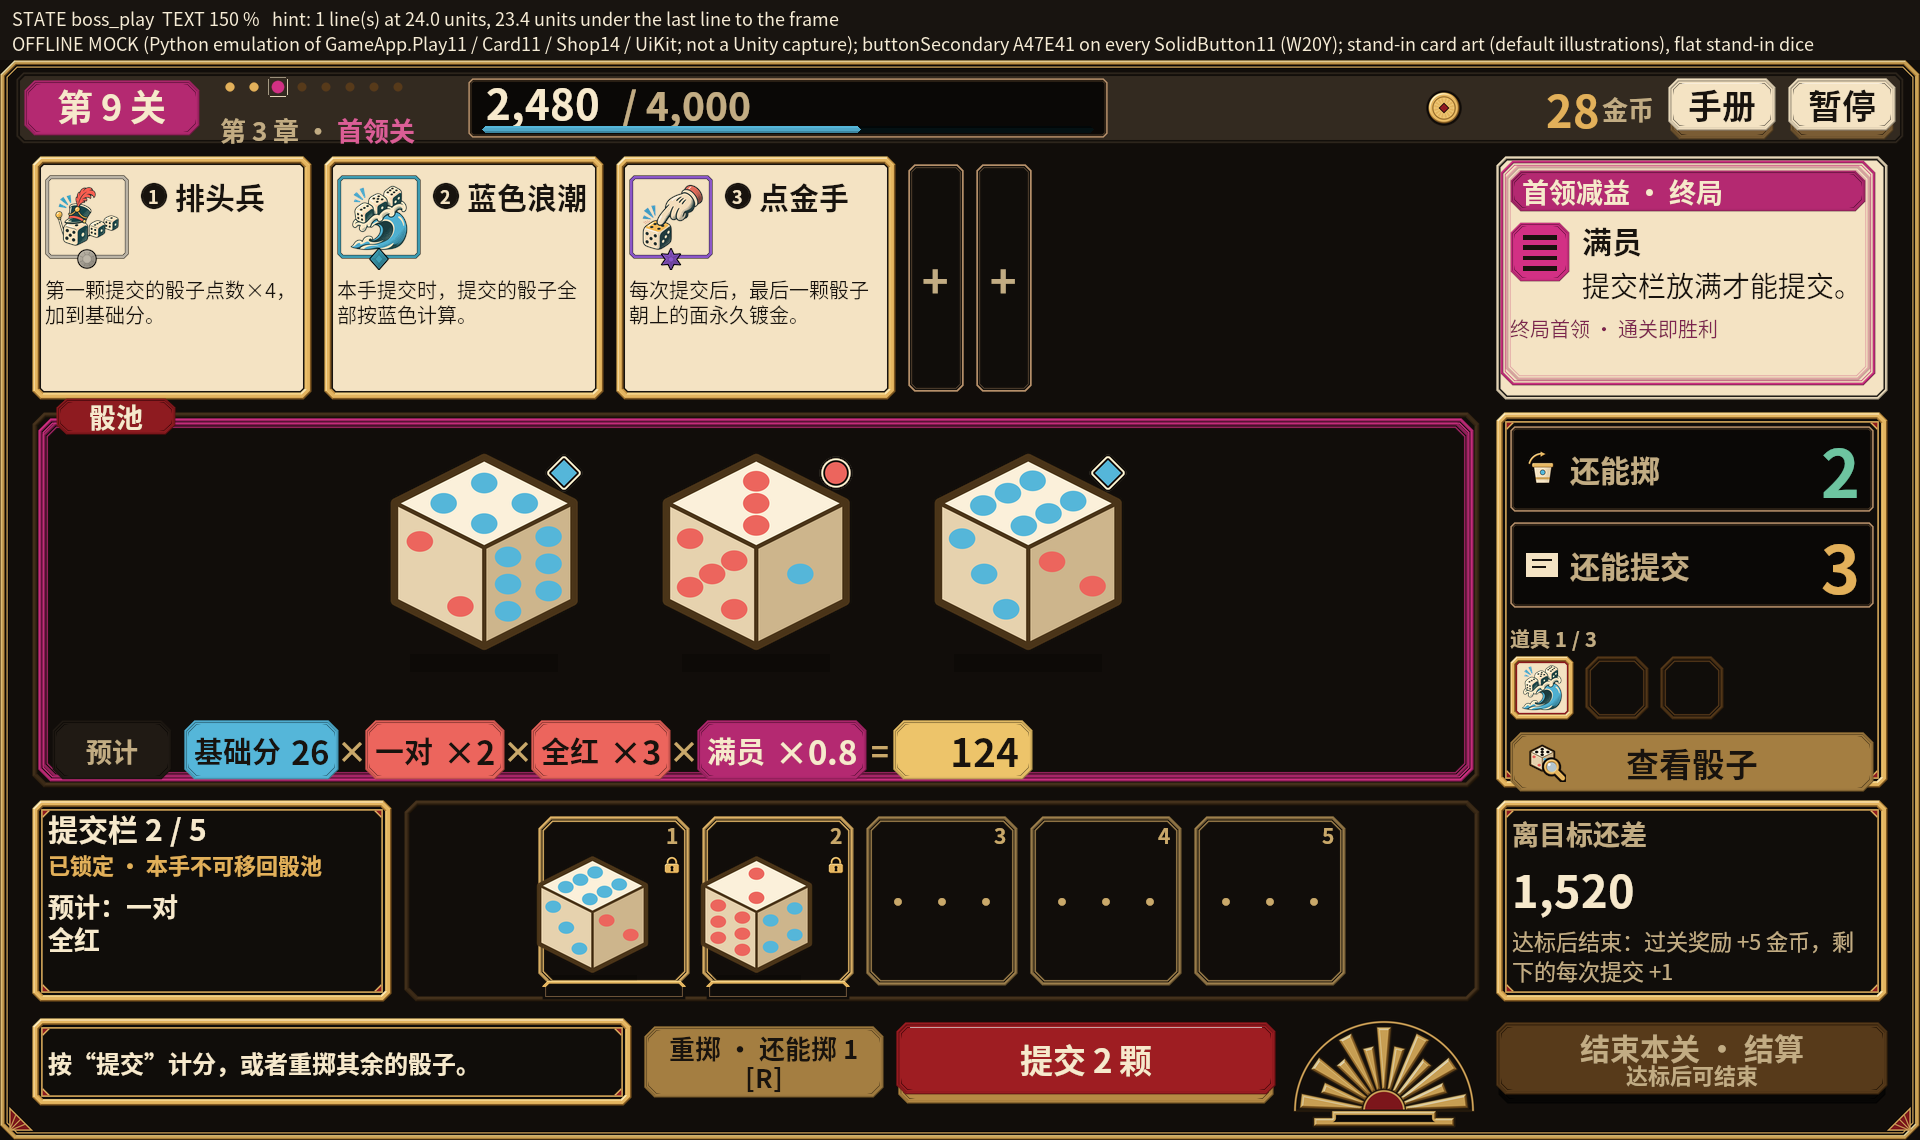 STATE boss_play  TEXT 150 %   hint: 1 line(s) at 24.0 units, 23.4 units under the last line to the frame
OFFLINE MOCK (Python emulation of GameApp.Play11 / Card11 / Shop14 / UiKit; not a Unity capture); buttonSecondary A47E41 on every SolidButton11 (W20Y); stand-in card art (default illustrations), flat stand-in dice
第 9 关
第 3 章 · 首领关
2,480 / 4,000
28金币
手册
暂停
1 排头兵
第一颗提交的骰子点数×4,
加到基础分。
2 蓝色浪潮
本手提交时，提交的骰子全
部按蓝色计算。
3 点金手
每次提交后，最后一颗骰子
朝上的面永久镀金。
+
+
首领减益 · 终局
满员
提交栏放满才能提交。
终局首领 · 通关即胜利
骰池
还能掷 2
还能提交 3
道具 1 / 3
查看骰子
预计 基础分 26 × 一对 ×2 × 全红 ×3 × 满员 ×0.8 = 124
提交栏 2 / 5
已锁定 · 本手不可移回骰池
预计：一对
全红
1
2
3
4
5
离目标还差
1,520
达标后结束：过关奖励 +5 金币，剩
下的每次提交 +1
按“提交”计分，或者重掷其余的骰子。
重掷 · 还能掷 1
[R]
提交 2 颗
结束本关 · 结算
达标后可结束